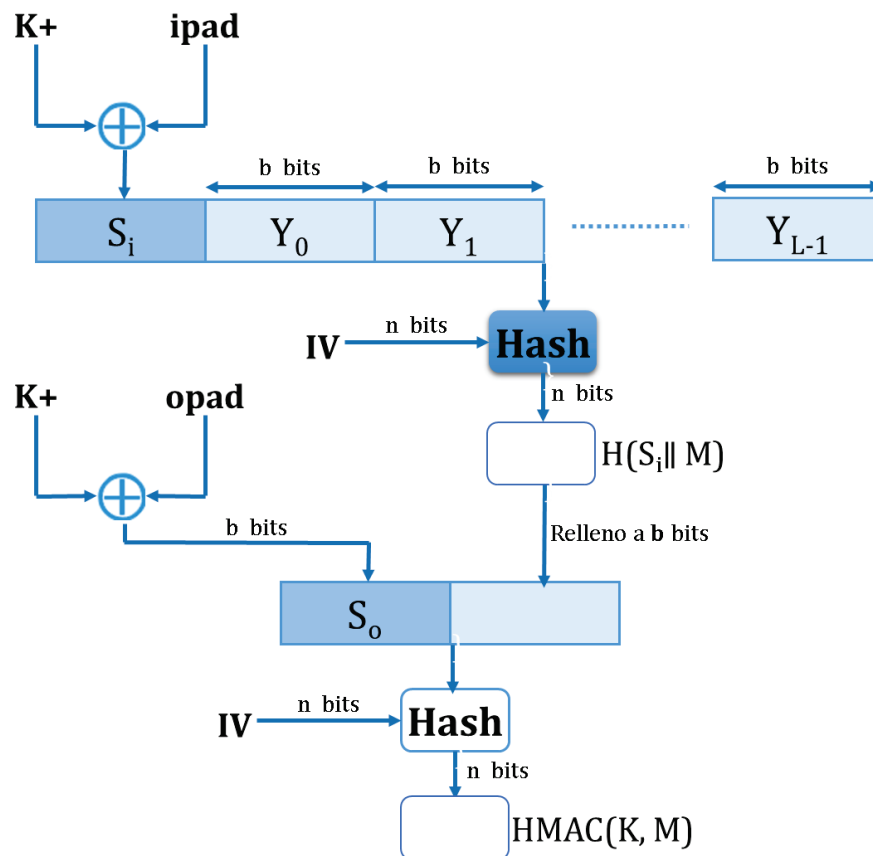 K+ ipad
b bits b bits b bits
Si Y0 Y1 YL-1
IV n bits Hash
n bits
K+ opad
H(Si‖ M)
b bits
Relleno a b bits
So
IV n bits Hash
n bits
HMAC(K, M)